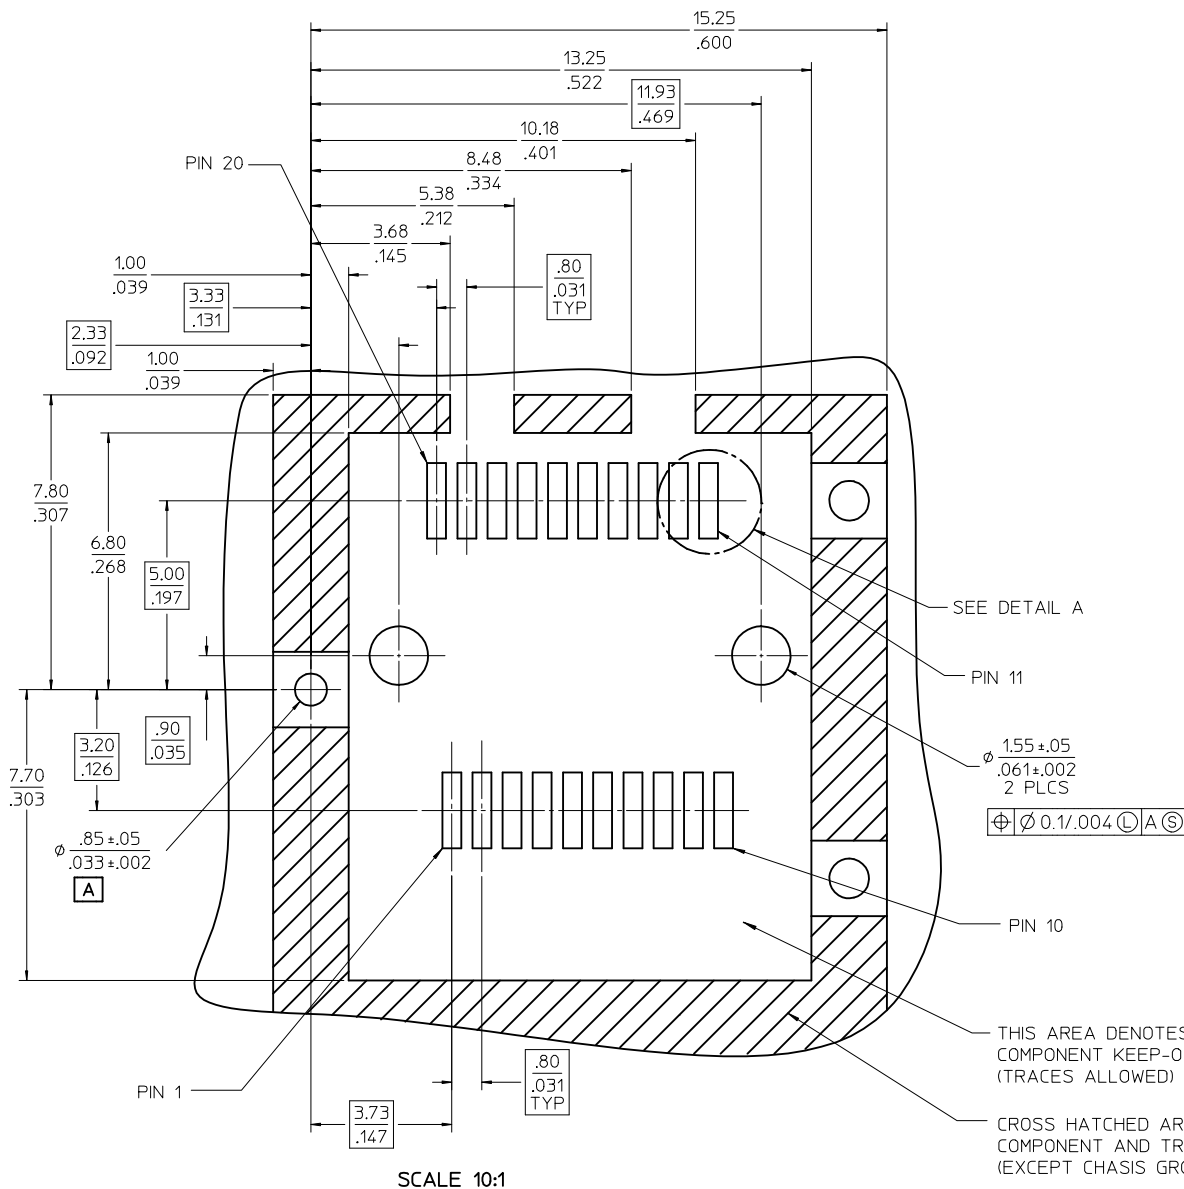 15.25
.600
13.25
.522
11.93
.469
10.18
.401
PIN 20
8.48
.334
5.38
.212
3.68
.145
1.00
.039
.80
.031
TYP
3.33
.131
2.33
.092
1.00
.039
7.80
.307
6.80
.268
5.00
.197
SEE DETAIL A
PIN 11
.90
.035
3.20
.126
7.70
.303
⌀ 1.55±.05
.061±.002
2 PLCS
⌖ ⌀ 0.1/.004 Ⓛ A Ⓢ
⌀ .85±.05
.033±.002
A
PIN 10
THIS AREA DENOTES
COMPONENT KEEP-O
(TRACES ALLOWED)
PIN 1
.80
.031
TYP
3.73
.147
CROSS HATCHED AR
COMPONENT AND TR
(EXCEPT CHASIS GRO
SCALE 10:1